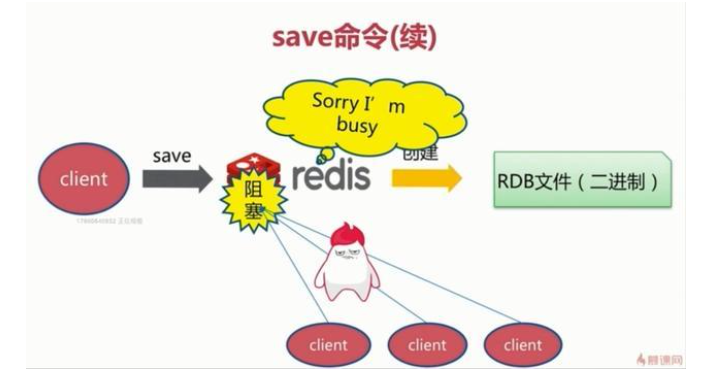 save命令(续)
Sorry I' m
busy
save
创建
client
redis
阻
塞
RDB文件（二进制）
client
client
client
慕课网